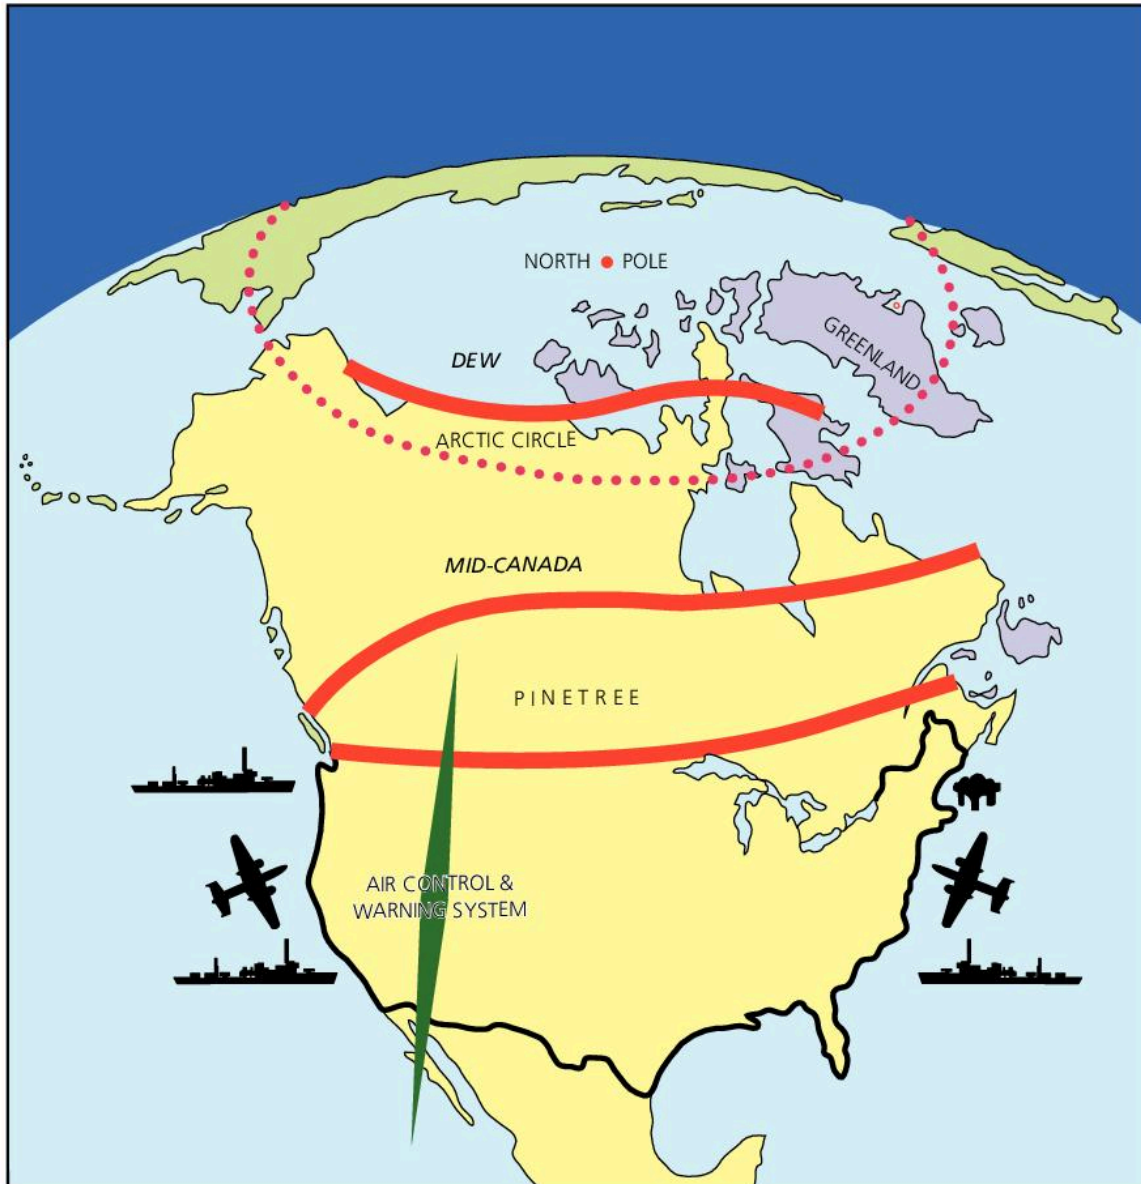 NORTH POLE
GREENLAND
DEW
ARCTIC CIRCLE
MID-CANADA
PINETREE
AIR CONTROL &
WARNING SYSTEM